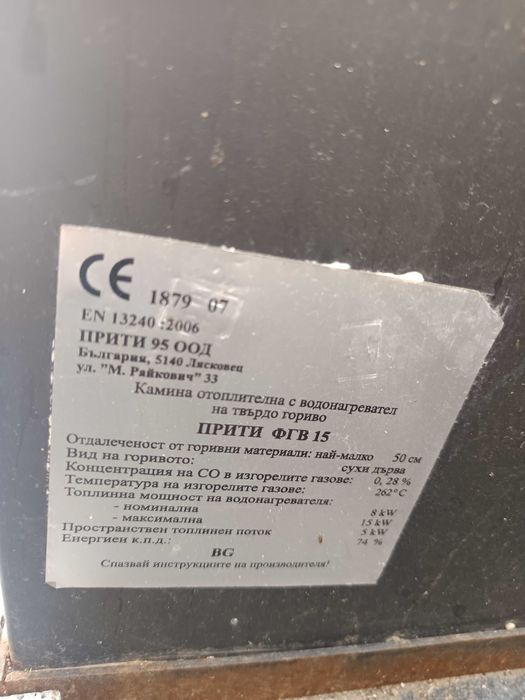 CE 1879 07
EN 13240 :2006
ПРИТИ 95 ООД
България, 5140 Лясковец
ул. "М. Райкович" 33
Камина отоплителна с водонагревател
на твърдо гориво
ПРИТИ ФГВ 15
Отдалеченост от горивни материали: най-малко 50 см
Вид на горивото: сухи дърва
Концентрация на CO в изгорелите газове: 0, 28 %
Температура на изгорелите газове: 262°C
Топлинна мощност на водонагревателя:
- номинална 8 kW
- максимална 15 kW
Пространствен топлинен поток 5 kW
Енергиен к.п.д.: 74 %
BG
Спазвай инструкциите на производителя!